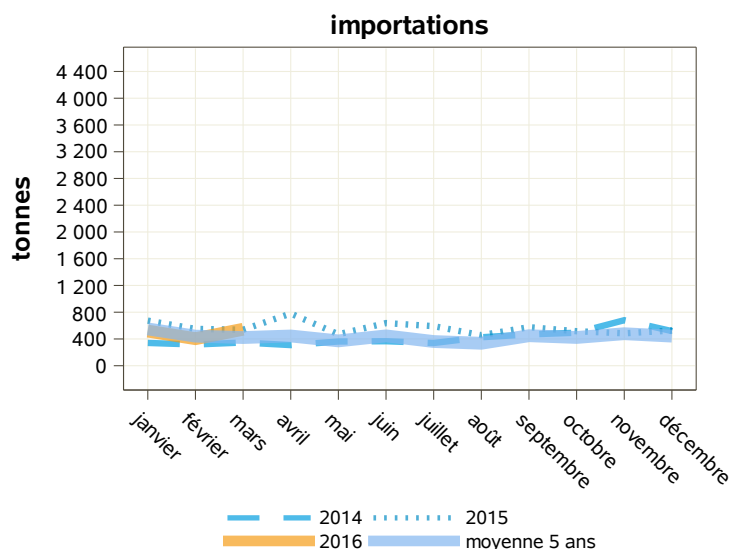 importations
tonnes
4 400
4 000
3 600
3 200
2 800
2 400
2 000
1 600
1 200
800
400
0
janvier
février
mars
avril
mai
juin
juillet
août
septembre
octobre
novembre
décembre
2014
2015
2016
moyenne 5 ans